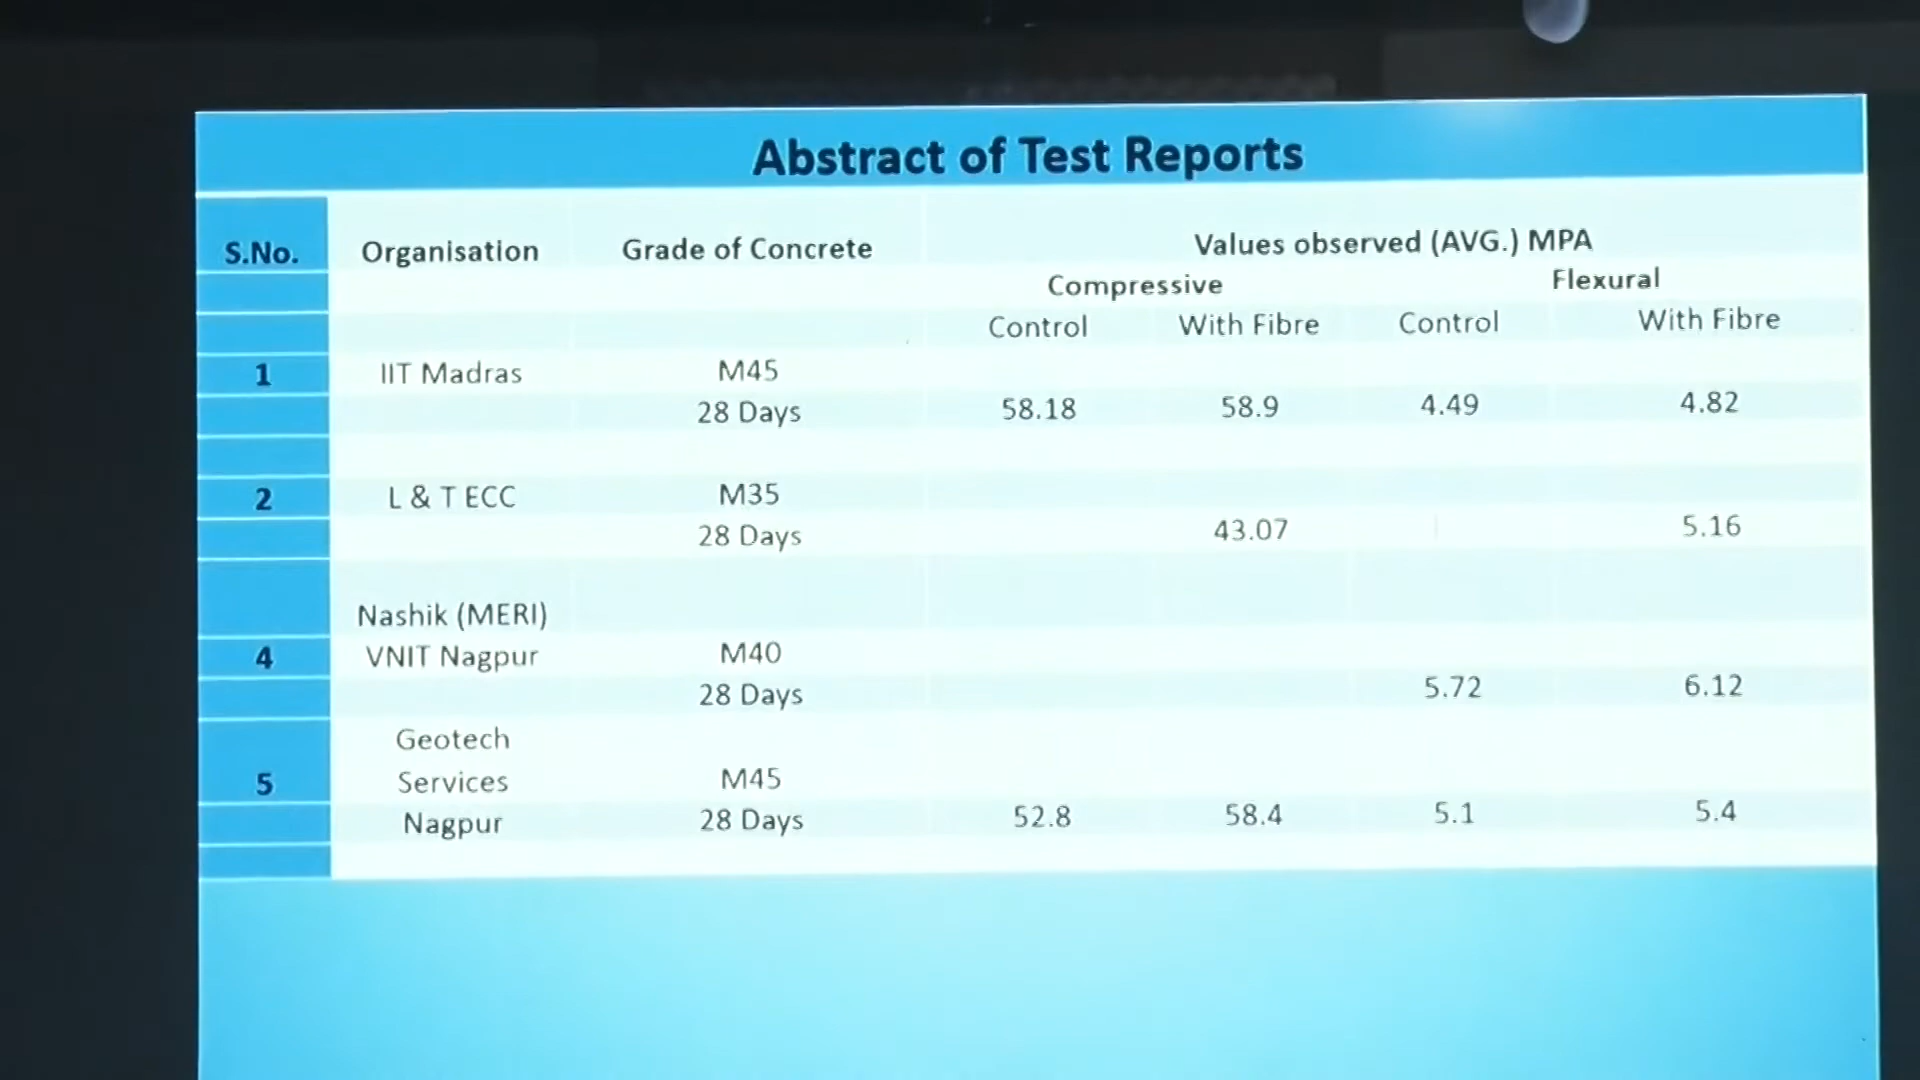 Abstract of Test Reports
S.No. Organisation Grade of Concrete Values observed (AVG.) MPA
Compressive Flexural
Control With Fibre Control With Fibre
1 IIT Madras M45
28 Days 58.18 58.9 4.49 4.82
2 L & T ECC M35
28 Days 43.07 5.16
Nashik (MERI)
4 VNIT Nagpur M40
28 Days 5.72 6.12
Geotech
5 Services M45
Nagpur 28 Days 52.8 58.4 5.1 5.4